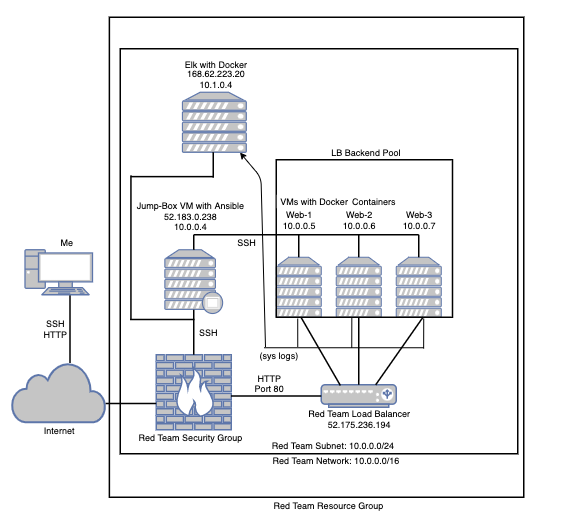 Elk with Docker
168.62.223.20
10.1.0.4
LB Backend Pool
Jump-Box VM with Ansible
52.183.0.238
10.0.0.4
VMs with Docker Containers
Web-1
10.0.0.5
Web-2
10.0.0.6
Web-3
10.0.0.7
SSH
Me
SSH
HTTP
SSH
(sys logs)
HTTP
Port 80
Internet
Red Team Security Group
Red Team Load Balancer
52.175.236.194
Red Team Subnet: 10.0.0.0/24
Red Team Network: 10.0.0.0/16
Red Team Resource Group